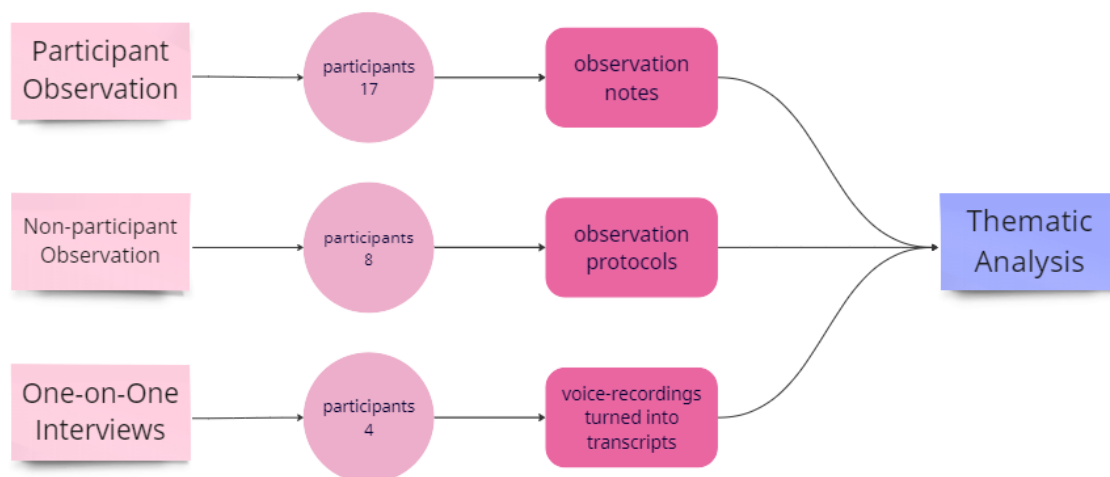 Participant
Observation
participants
17
observation
notes
Non-participant
Observation
participants
8
observation
protocols
Thematic
Analysis
One-on-One
Interviews
participants
4
voice-recordings
turned into
transcripts